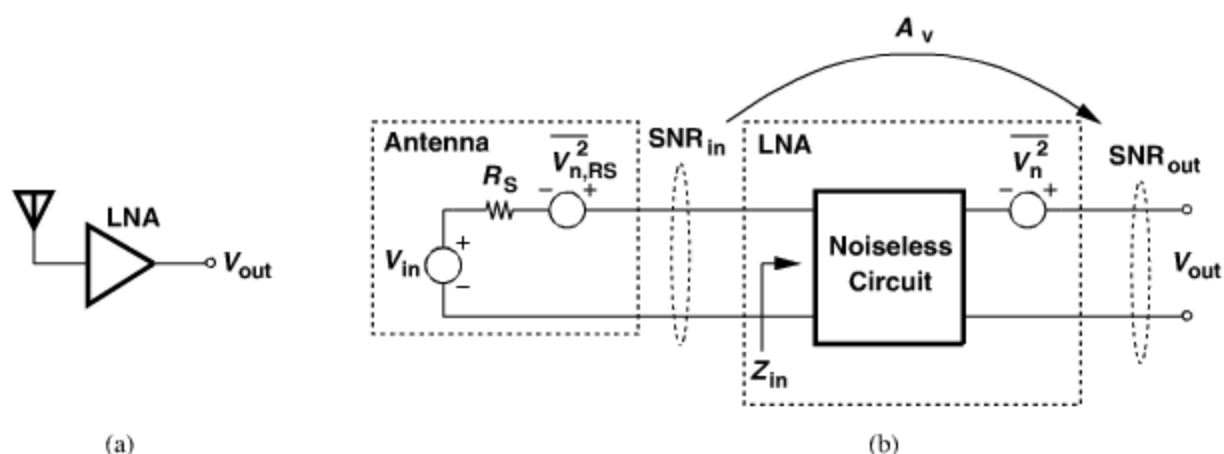 LNA
V_out
(a)
A_v
Antenna
R_S
V²_n,RS
V_in
SNR_in
LNA
V²_n
SNR_out
Noiseless
Circuit
V_out
Z_in
(b)